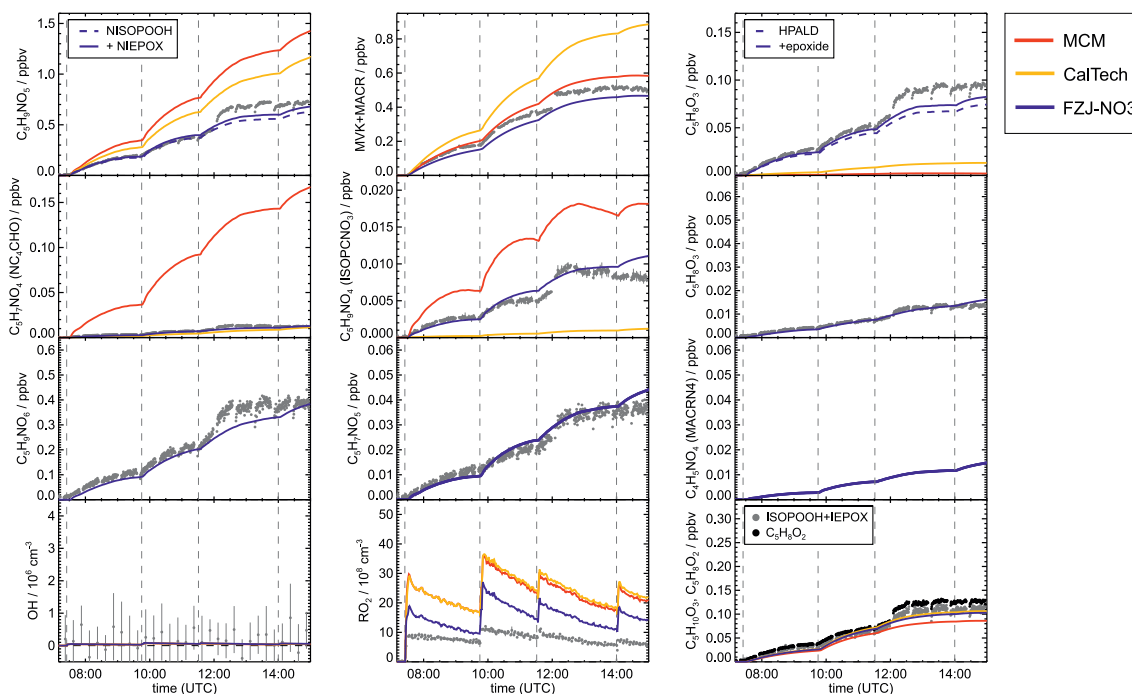 C5H9NO5 / ppbv
1.5
1.0
0.5
0.0
NISOPOOH
+ NIEPOX
MVK+MACR / ppbv
0.8
0.6
0.4
0.2
0.0
C5H8O3 / ppbv
0.15
0.10
0.05
0.00
HPALD
+epoxide
MCM
CalTech
FZJ-NO3
C5H7NO4 (NC4CHO) / ppbv
0.15
0.10
0.05
0.00
C5H9NO4 (ISOPCNO3) / ppbv
0.020
0.015
0.010
0.005
0.000
C5H8O3 / ppbv
0.06
0.05
0.04
0.03
0.02
0.01
0.00
C5H9NO6 / ppbv
0.6
0.5
0.4
0.3
0.2
0.1
0.0
C5H7NO5 / ppbv
0.06
0.05
0.04
0.03
0.02
0.01
0.00
C4H5NO4 (MACRN4) / ppbv
0.06
0.05
0.04
0.03
0.02
0.01
0.00
OH / 10⁶ cm⁻³
4
2
0
08:00 10:00 12:00 14:00
time (UTC)
RO2 / 10⁸ cm⁻³
50
40
30
20
10
0
08:00 10:00 12:00 14:00
time (UTC)
C5H10O3, C5H8O2 / ppbv
0.30
0.20
0.15
0.10
0.05
0.00
ISOPOOH+IEPOX
C5H8O2
08:00 10:00 12:00 14:00
time (UTC)